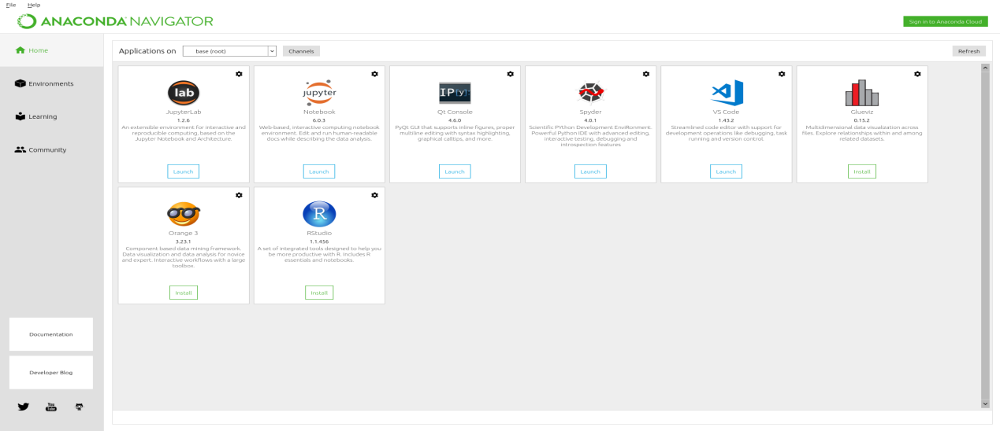 File Help
ANACONDA NAVIGATOR
Sign in to Anaconda Cloud
Home
Environments
Learning
Community
Documentation
Developer Blog
You
Tube
Applications on base (root) Channels Refresh
lab
JupyterLab
1.2.6
An extensible environment for interactive and
reproducible computing, based on the
Jupyter Notebook and Architecture.
Launch
jupyter
Notebook
6.0.3
Web-based, interactive computing notebook
environment. Edit and run human-readable
docs while describing the data analysis.
Launch
IP[y]:
Qt Console
4.6.0
PyQt GUI that supports inline figures, proper
multiline editing with syntax highlighting,
graphical calltips, and more.
Launch
Spyder
4.0.1
Scientific PYthon Development EnviRonment.
Powerful Python IDE with advanced editing,
interactive testing, debugging and
introspection features
Launch
VS Code
1.43.2
Streamlined code editor with support for
development operations like debugging, task
running and version control.
Launch
Glueviz
0.15.2
Multidimensional data visualization across
files. Explore relationships within and among
related datasets.
Install
Orange 3
3.23.1
Component based data mining framework.
Data visualization and data analysis for novice
and expert. Interactive workflows with a large
toolbox.
Install
R
RStudio
1.1.456
A set of integrated tools designed to help you
be more productive with R. Includes R
essentials and notebooks.
Install